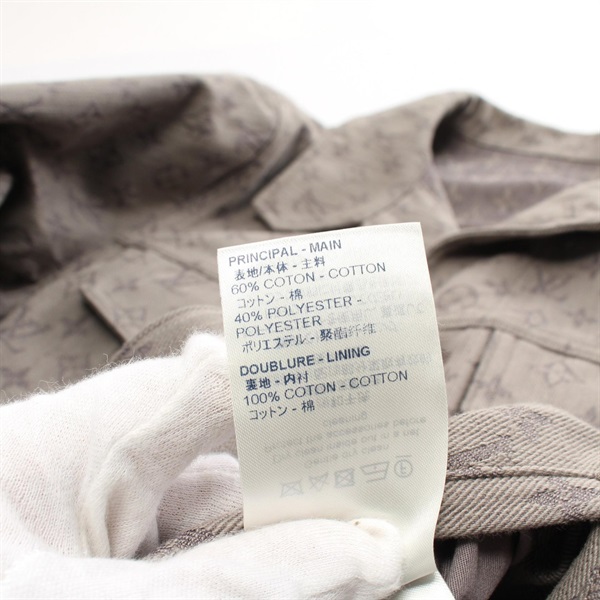 PRINCIPAL - MAIN
表地/本体 - 主料
60% COTON - COTTON
コットン - 棉
40% POLYESTER -
POLYESTER
ポリエステル - 聚酯纤维
DOUBLURE - LINING
裏地 - 内衬
100% COTON - COTTON
コットン - 棉